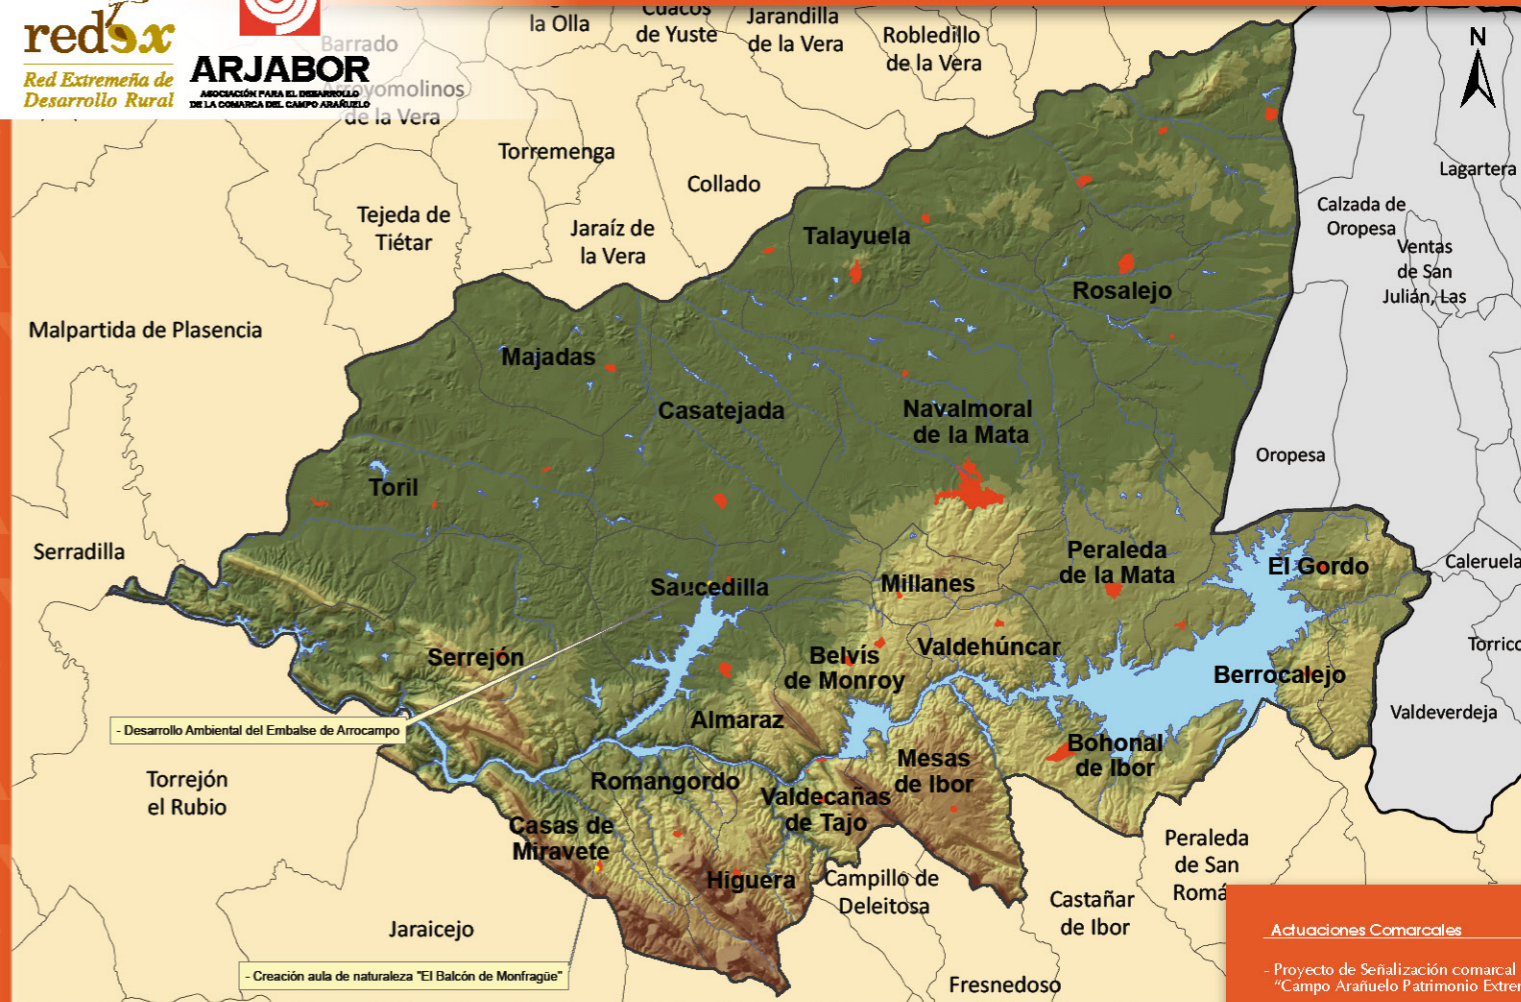 redex
Red Extremeña de
Desarrollo Rural
ARJABOR
ASOCIACIÓN PARA EL DESARROLLO
DE LA COMARCA DEL CAMPO ARAÑUELO
Barrado
Arroyomolinos
de la Vera
la Olla
Cuacos
de Yuste
Jarandilla
de la Vera
Robledillo
de la Vera
N
Torremenga
Collado
Tejeda de
Tiétar
Jaraíz de
la Vera
Malpartida de Plasencia
Serradilla
Talayuela
Rosalejo
Lagartera
Calzada de
Oropesa
Ventas
de San
Julián, Las
Majadas
Casatejada
Navalmoral
de la Mata
Oropesa
Toril
Saucedilla
Millanes
Peraleda
de la Mata
El Gordo
Caleruela
Serrejón
Belvís
de Monroy
Valdehúncar
Berrocalejo
Torrico
Valdeverdeja
- Desarrollo Ambiental del Embalse de Arrocampo
Almaraz
Mesas
de Ibor
Bohonal
de Ibor
Torrejón
el Rubio
Romangordo
Valdecañas
de Tajo
Casas de
Miravete
Higuera
Campillo de
Deleitosa
Peraleda
de San
Romá
Castañar
de Ibor
Jaraicejo
- Creación aula de naturaleza "El Balcón de Monfragüe"
Fresnedoso
Actuaciones Comarcales
- Proyecto de Señalización comarcal
"Campo Arañuelo Patrimonio Extrem